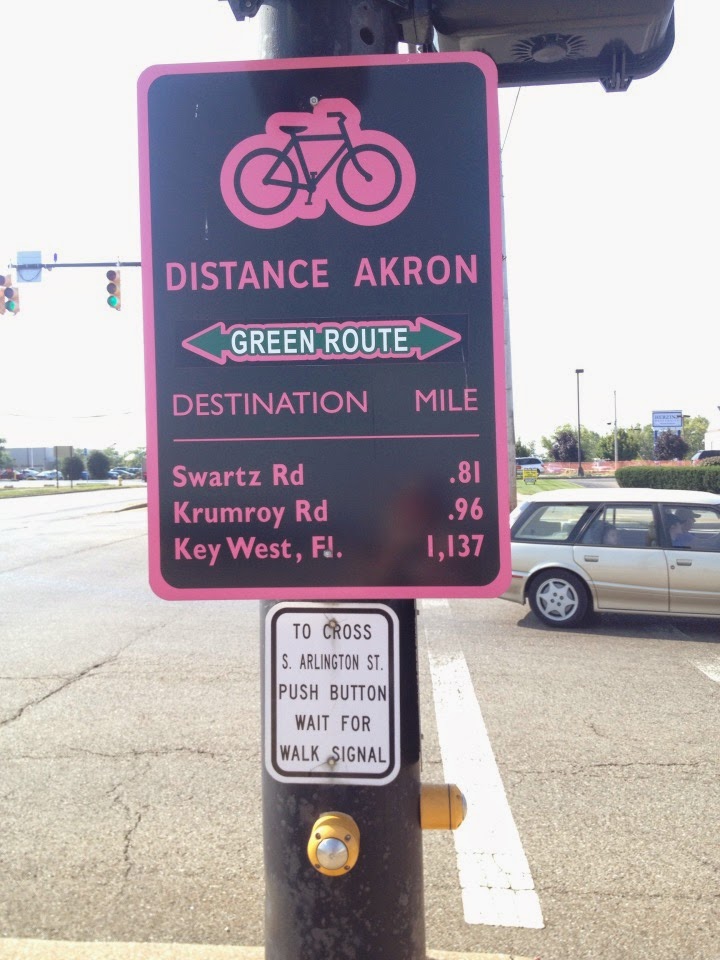 DISTANCE AKRON
GREEN ROUTE
DESTINATION MILE
Swartz Rd .81
Krumroy Rd .96
Key West, Fl. 1,137
TO CROSS
S. ARLINGTON ST.
PUSH BUTTON
WAIT FOR
WALK SIGNAL